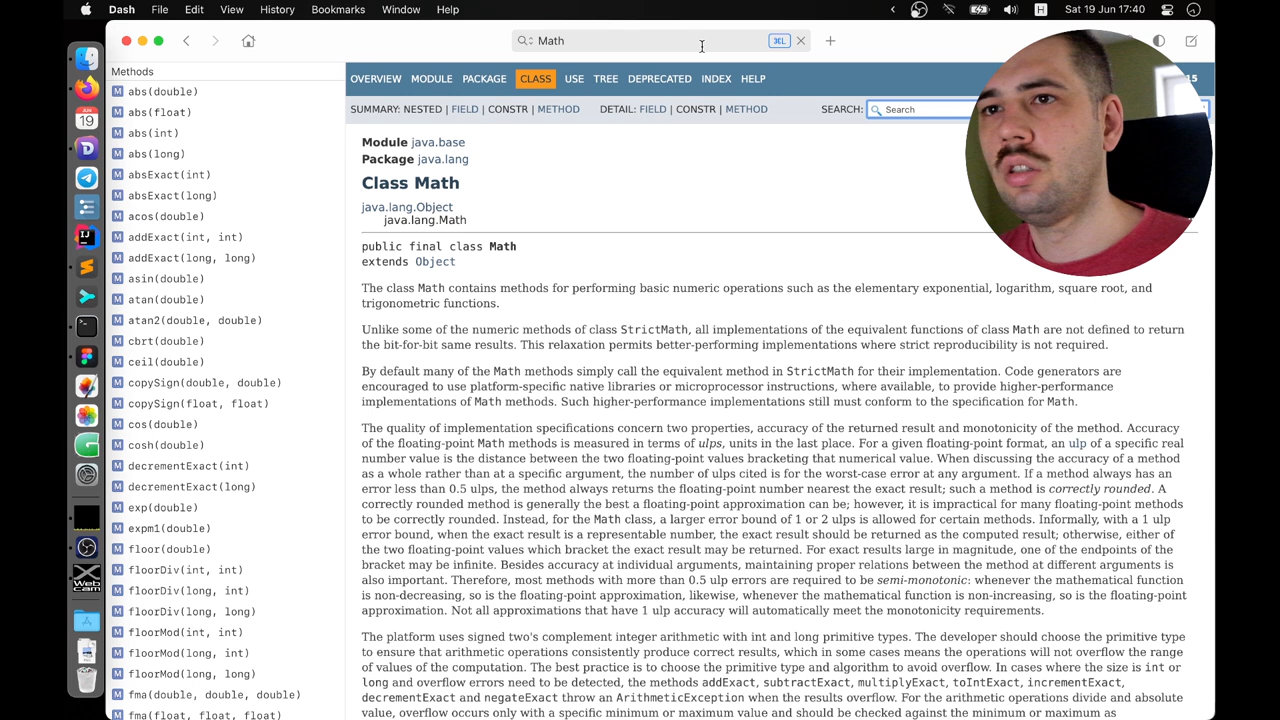 Dash File Edit View History Bookmarks Window Help
H Sat 19 Jun 17:40
Math ⌘L
Methods
abs(double)
abs(float)
abs(int)
abs(long)
absExact(int)
absExact(long)
acos(double)
addExact(int, int)
addExact(long, long)
asin(double)
atan(double)
atan2(double, double)
cbrt(double)
ceil(double)
copySign(double, double)
copySign(float, float)
cos(double)
cosh(double)
decrementExact(int)
decrementExact(long)
exp(double)
expm1(double)
floor(double)
floorDiv(int, int)
floorDiv(long, int)
floorDiv(long, long)
floorMod(int, int)
floorMod(long, int)
floorMod(long, long)
fma(double, double, double)
fma(float, float, float)
OVERVIEW MODULE PACKAGE CLASS USE TREE DEPRECATED INDEX HELP
15
SUMMARY: NESTED | FIELD | CONSTR | METHOD DETAIL: FIELD | CONSTR | METHOD SEARCH: Search
Module java.base
Package java.lang
Class Math
java.lang.Object
java.lang.Math
public final class Math
extends Object
The class Math contains methods for performing basic numeric operations such as the elementary exponential, logarithm, square root, and
trigonometric functions.
Unlike some of the numeric methods of class StrictMath, all implementations of the equivalent functions of class Math are not defined to return
the bit-for-bit same results. This relaxation permits better-performing implementations where strict reproducibility is not required.
By default many of the Math methods simply call the equivalent method in StrictMath for their implementation. Code generators are
encouraged to use platform-specific native libraries or microprocessor instructions, where available, to provide higher-performance
implementations of Math methods. Such higher-performance implementations still must conform to the specification for Math.
The quality of implementation specifications concern two properties, accuracy of the returned result and monotonicity of the method. Accuracy
of the floating-point Math methods is measured in terms of ulps, units in the last place. For a given floating-point format, an ulp of a specific real
number value is the distance between the two floating-point values bracketing that numerical value. When discussing the accuracy of a method
as a whole rather than at a specific argument, the number of ulps cited is for the worst-case error at any argument. If a method always has an
error less than 0.5 ulps, the method always returns the floating-point number nearest the exact result; such a method is correctly rounded. A
correctly rounded method is generally the best a floating-point approximation can be; however, it is impractical for many floating-point methods
to be correctly rounded. Instead, for the Math class, a larger error bound of 1 or 2 ulps is allowed for certain methods. Informally, with a 1 ulp
error bound, when the exact result is a representable number, the exact result should be returned as the computed result; otherwise, either of
the two floating-point values which bracket the exact result may be returned. For exact results large in magnitude, one of the endpoints of the
bracket may be infinite. Besides accuracy at individual arguments, maintaining proper relations between the method at different arguments is
also important. Therefore, most methods with more than 0.5 ulp errors are required to be semi-monotonic: whenever the mathematical function
is non-decreasing, so is the floating-point approximation, likewise, whenever the mathematical function is non-increasing, so is the floating-point
approximation. Not all approximations that have 1 ulp accuracy will automatically meet the monotonicity requirements.
The platform uses signed two's complement integer arithmetic with int and long primitive types. The developer should choose the primitive type
to ensure that arithmetic operations consistently produce correct results, which in some cases means the operations will not overflow the range
of values of the computation. The best practice is to choose the primitive type and algorithm to avoid overflow. In cases where the size is int or
long and overflow errors need to be detected, the methods addExact, subtractExact, multiplyExact, toIntExact, incrementExact,
decrementExact and negateExact throw an ArithmeticException when the results overflow. For the arithmetic operations divide and absolute
value, overflow occurs only with a specific minimum or maximum value and should be checked against the minimum or maximum as